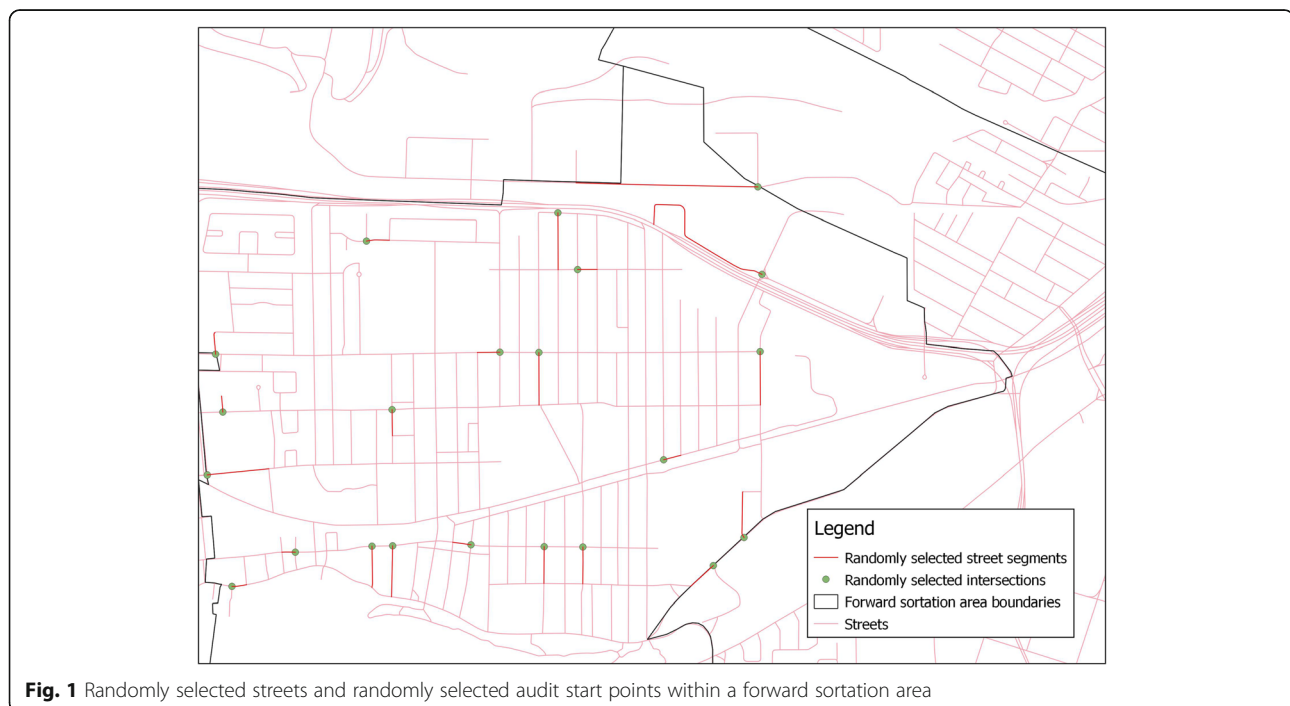 Legend
Randomly selected street segments
Randomly selected intersections
Forward sortation area boundaries
Streets
Fig. 1 Randomly selected streets and randomly selected audit start points within a forward sortation area